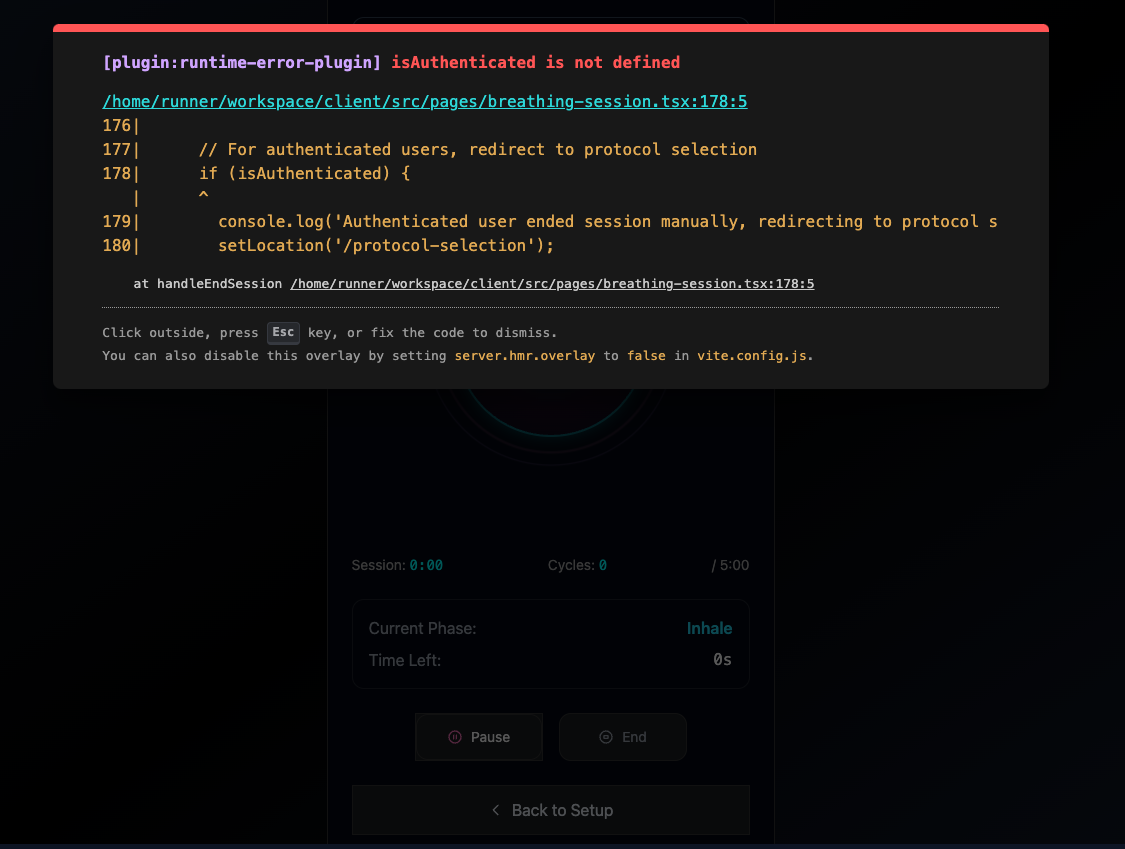 [plugin:runtime-error-plugin] isAuthenticated is not defined
/home/runner/workspace/client/src/pages/breathing-session.tsx:178:5
176|
177|      // For authenticated users, redirect to protocol selection
178|      if (isAuthenticated) {
   |      ^
179|        console.log('Authenticated user ended session manually, redirecting to protocol s
180|        setLocation('/protocol-selection');
at handleEndSession /home/runner/workspace/client/src/pages/breathing-session.tsx:178:5
Click outside, press Esc key, or fix the code to dismiss.
You can also disable this overlay by setting server.hmr.overlay to false in vite.config.js.
Session: 0:00 Cycles: 0 / 5:00
Current Phase: Inhale
Time Left: 0s
Pause End
Back to Setup